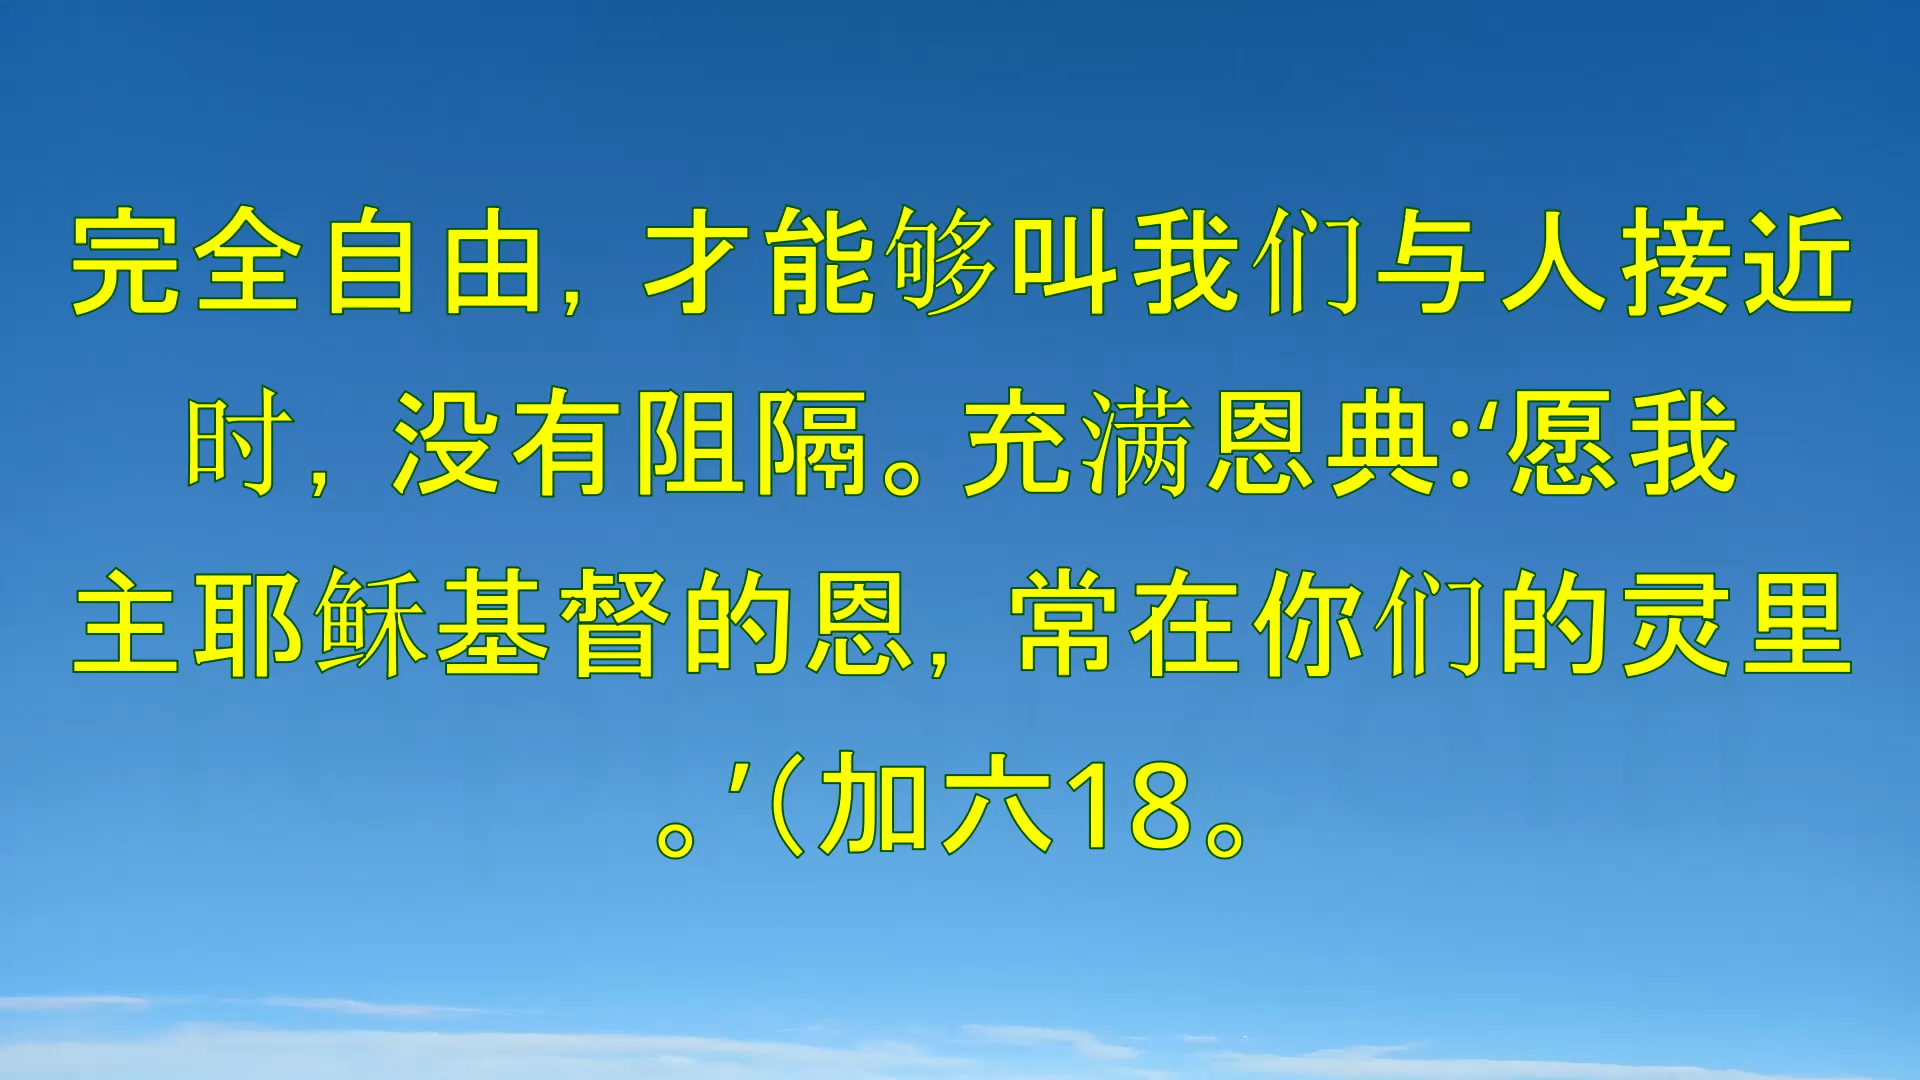 完全自由，才能够叫我们与人接近
时，没有阻隔。充满恩典:‘愿我
主耶稣基督的恩，常在你们的灵里
。’（加六18。